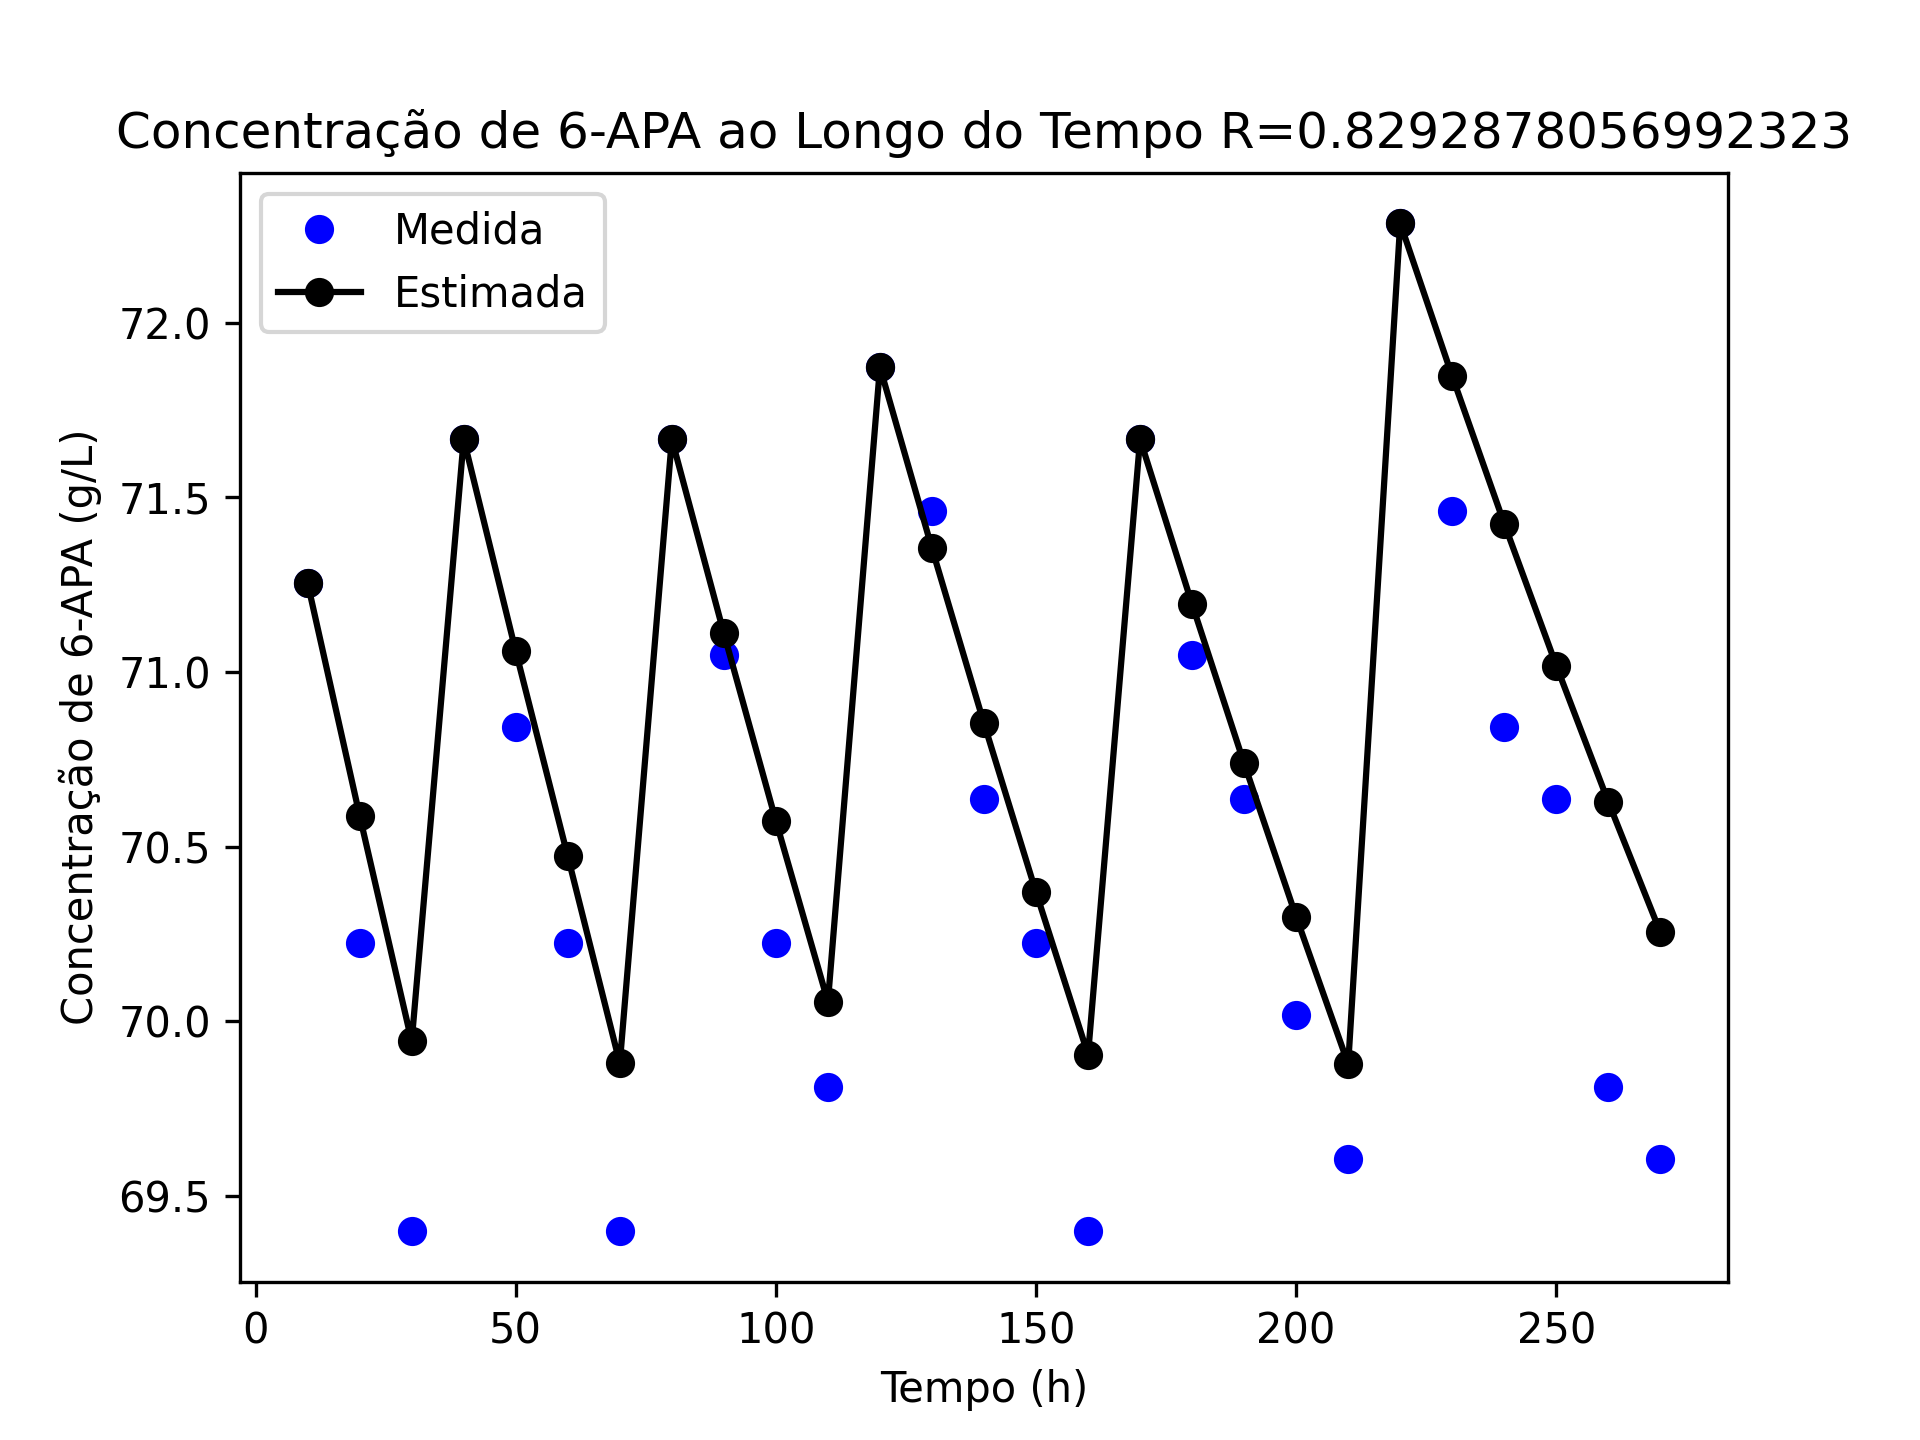 Concentração de 6-APA ao Longo do Tempo R=0.8292878056992323
Medida
Estimada
Concentração de 6-APA (g/L)
72.0
71.5
71.0
70.5
70.0
69.5
0 50 100 150 200 250
Tempo (h)